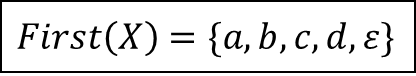 First(X) = {a, b, c, d, ε}